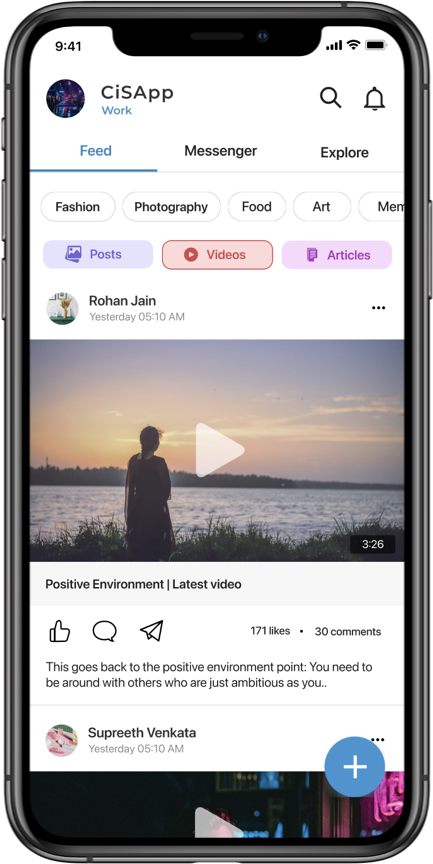 9:41
CiSApp
Work
Feed Messenger Explore
Fashion Photography Food Art Mem
Posts Videos Articles
Rohan Jain
Yesterday 05:10 AM
3:26
Positive Environment | Latest video
171 likes • 30 comments
This goes back to the positive environment point: You need to
be around with others who are just ambitious as you..
Supreeth Venkata
Yesterday 05:10 AM